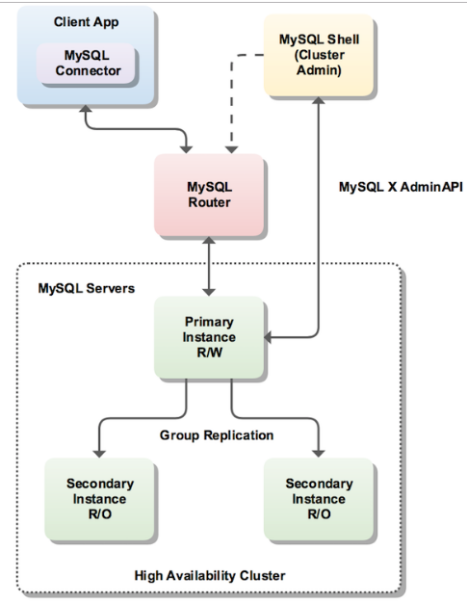 Client App
MySQL
Connector
MySQL Shell
(Cluster
Admin)
MySQL
Router
MySQL X AdminAPI
MySQL Servers
Primary
Instance
R/W
Group Replication
Secondary
Instance
R/O
Secondary
Instance
R/O
High Availability Cluster